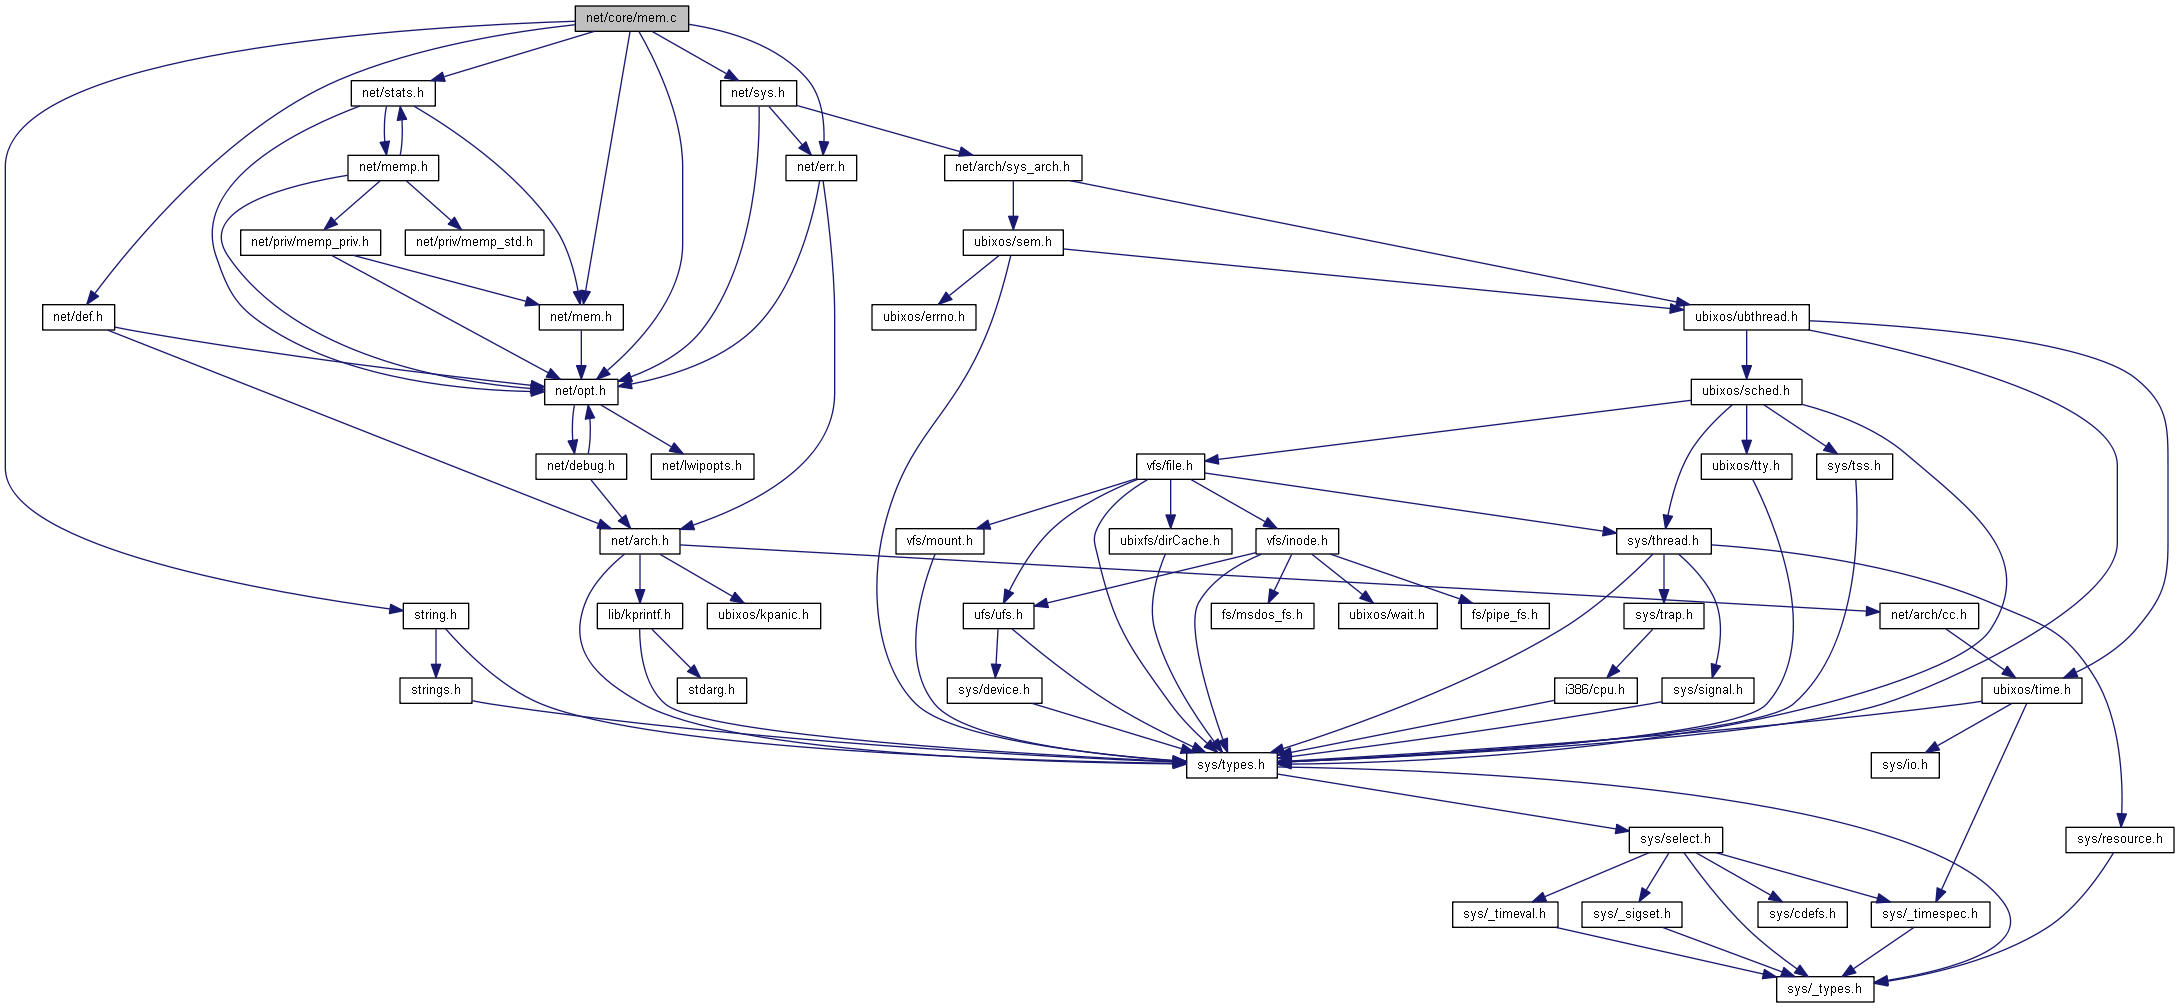 net/core/mem.c
net/stats.h
net/sys.h
net/memp.h
net/err.h
net/arch/sys_arch.h
net/priv/memp_priv.h
net/priv/memp_std.h
ubixos/sem.h
net/def.h
net/mem.h
ubixos/errno.h
ubixos/ubthread.h
net/opt.h
ubixos/sched.h
net/debug.h
net/lwipopts.h
vfs/file.h
ubixos/tty.h
sys/tss.h
net/arch.h
vfs/mount.h
ubixfs/dirCache.h
vfs/inode.h
sys/thread.h
string.h
lib/kprintf.h
ubixos/kpanic.h
ufs/ufs.h
fs/msdos_fs.h
ubixos/wait.h
fs/pipe_fs.h
sys/trap.h
net/arch/cc.h
strings.h
stdarg.h
sys/device.h
i386/cpu.h
sys/signal.h
ubixos/time.h
sys/types.h
sys/io.h
sys/select.h
sys/resource.h
sys/_timeval.h
sys/_sigset.h
sys/cdefs.h
sys/_timespec.h
sys/_types.h